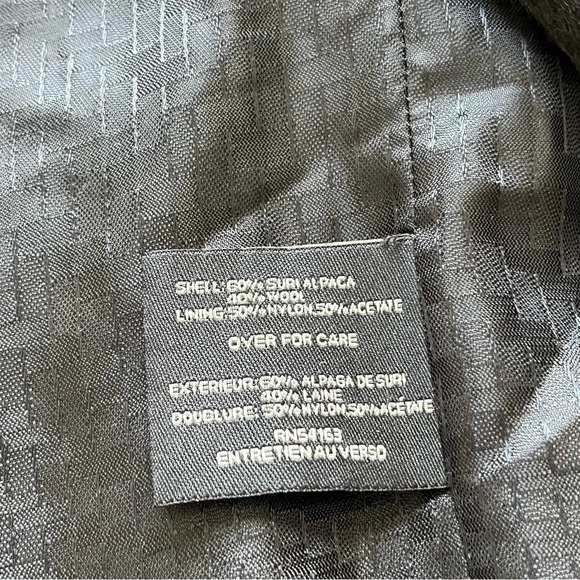 SHELL: 60% SURI ALPACA
40% WOOL
LINING: 50% NYLON, 50% ACETATE
OVER FOR CARE
EXTERIEUR: 60% ALPAGA DE SURI
40% LAINE
DOUBLURE: 50% NYLON, 50% ACÉTATE
RN54163
ENTRETIEN AU VERSO